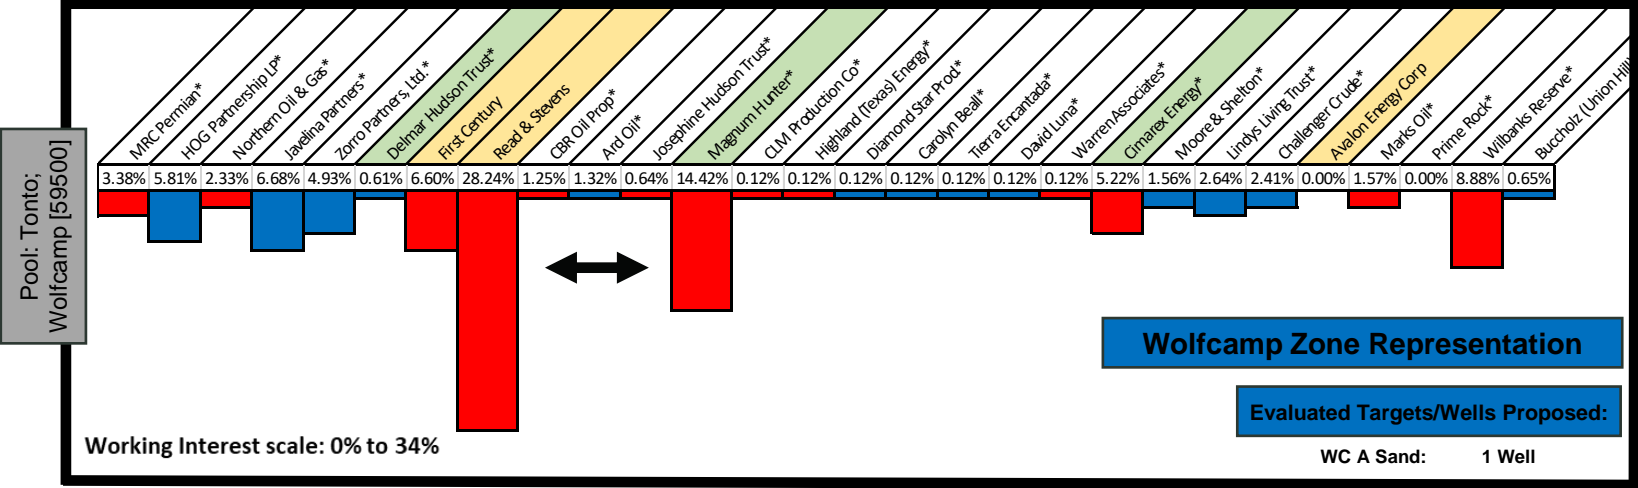 Pool: Tonto;
Wolfcamp [59500]
MRC Permian*
HOG Partnership LP*
Northern Oil & Gas*
Javelina Partners*
Zorro Partners, Ltd.*
Delmar Hudson Trust*
First Century
Read & Stevens
CBR Oil Prop*
Ard Oil*
Josephine Hudson Trust*
Magnum Hunter*
CLM Production Co*
Highland (Texas) Energy*
Diamond Star Prod.*
Carolyn Beall*
Tierra Encantada*
David Luna*
Warren Associates*
Cimarex Energy*
Moore & Shelton*
Lindys Living Trust*
Challenger Crude*
Avalon Energy Corp
Marks Oil*
Prime Rock*
Wilbanks Reserve*
Buccholz (Union Hill)
3.38% 5.81% 2.33% 6.68% 4.93% 0.61% 6.60% 28.24% 1.25% 1.32% 0.64% 14.42% 0.12% 0.12% 0.12% 0.12% 0.12% 0.12% 0.12% 5.22% 1.56% 2.64% 2.41% 0.00% 1.57% 0.00% 8.88% 0.65%
Wolfcamp Zone Representation
Evaluated Targets/Wells Proposed:
Working Interest scale: 0% to 34%
WC A Sand: 1 Well